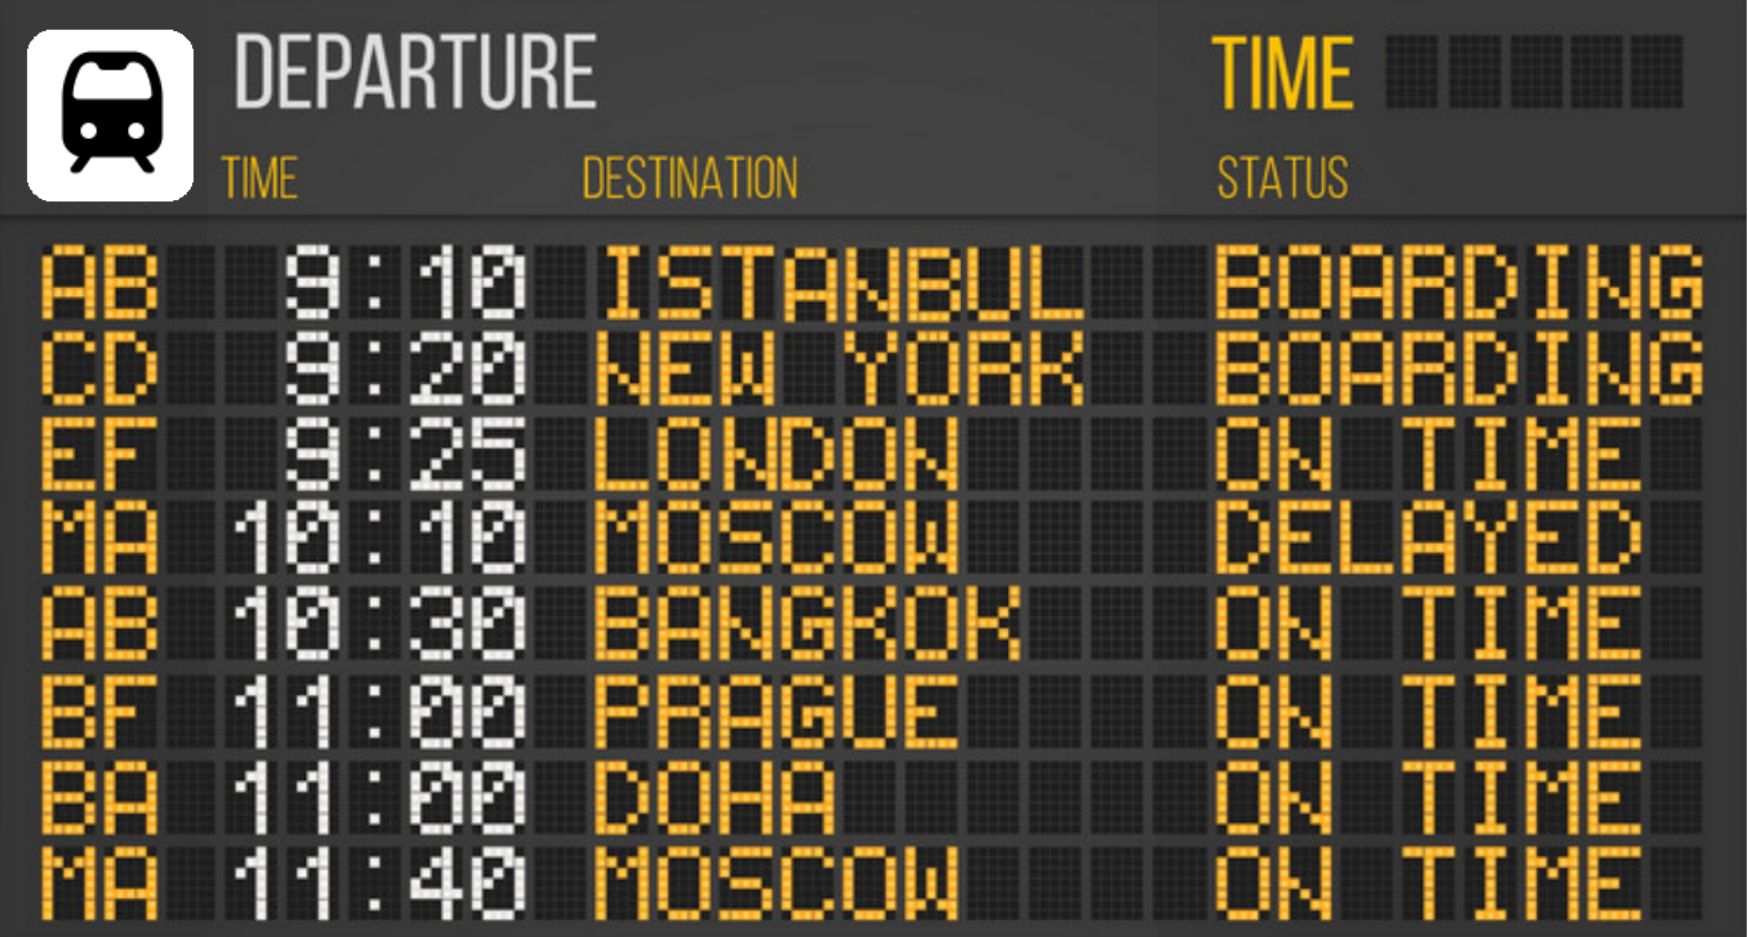 DEPARTURE TIME
TIME DESTINATION STATUS
AB 9:10 ISTANBUL BOARDING
CD 9:20 NEW YORK BOARDING
EF 9:25 LONDON ON TIME
MA 10:10 MOSCOW DELAYED
AB 10:30 BANGKOK ON TIME
BF 11:00 PRAGUE ON TIME
BA 11:00 DOHA ON TIME
MA 11:40 MOSCOW ON TIME